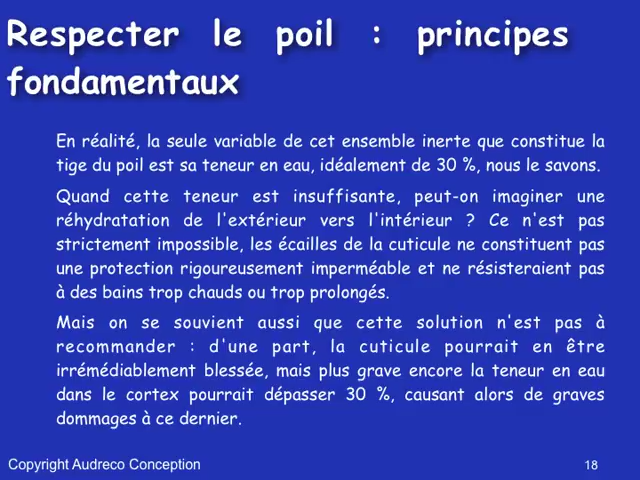 Respecter le poil : principes
fondamentaux
En réalité, la seule variable de cet ensemble inerte que constitue la
tige du poil est sa teneur en eau, idéalement de 30 %, nous le savons.
Quand cette teneur est insuffisante, peut-on imaginer une
réhydratation de l'extérieur vers l'intérieur ? Ce n'est pas
strictement impossible, les écailles de la cuticule ne constituent pas
une protection rigoureusement imperméable et ne résisteraient pas
à des bains trop chauds ou trop prolongés.
Mais on se souvient aussi que cette solution n'est pas à
recommander : d'une part, la cuticule pourrait en être
irrémédiablement blessée, mais plus grave encore la teneur en eau
dans le cortex pourrait dépasser 30 %, causant alors de graves
dommages à ce dernier.
Copyright Audreco Conception
18